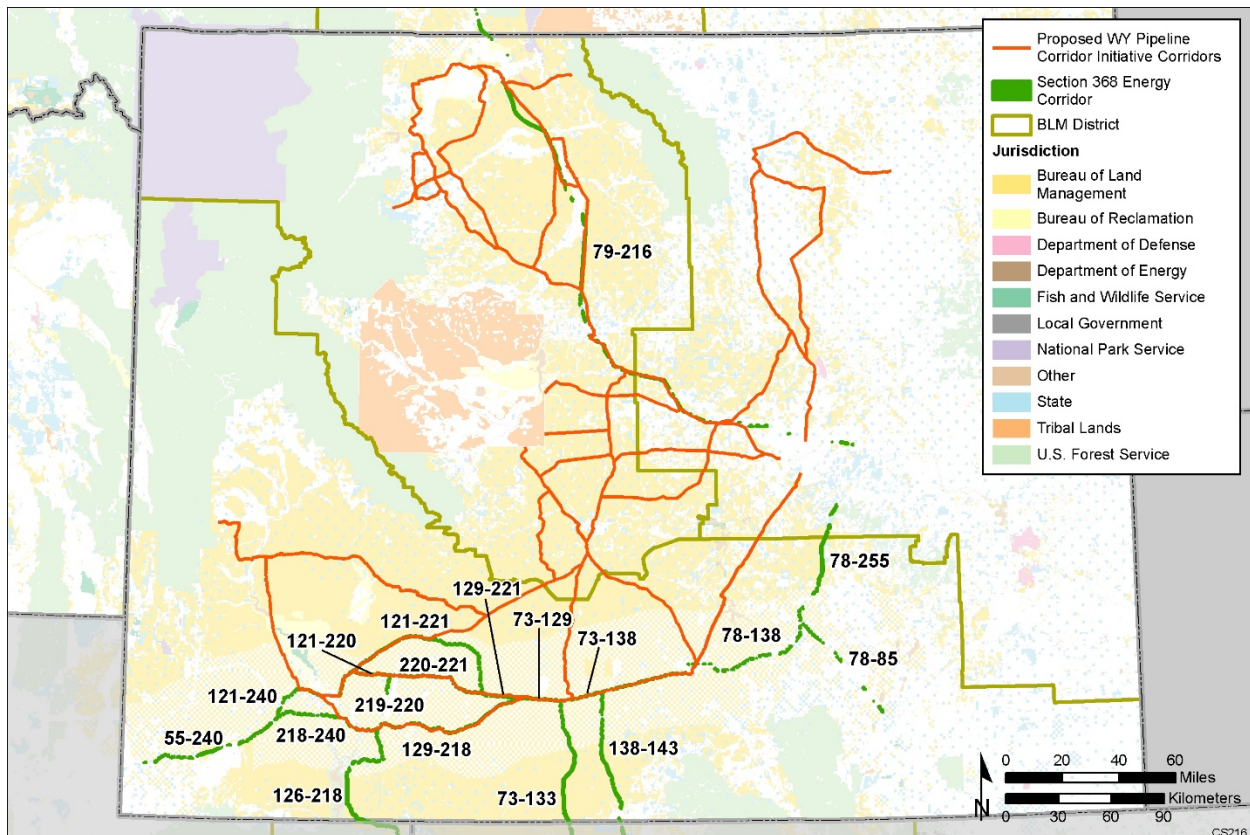 Proposed WY Pipeline
Corridor Initiative Corridors
Section 368 Energy
Corridor
BLM District
Jurisdiction
Bureau of Land
Management
Bureau of Reclamation
Department of Defense
Department of Energy
Fish and Wildlife Service
Local Government
National Park Service
Other
State
Tribal Lands
U.S. Forest Service
79-216
78-255
129-221
73-129
121-221
73-138
78-138
121-220
220-221
78-85
121-240
219-220
55-240
218-240
129-218
138-143
126-218
73-133
0 20 40 60
Miles
Kilometers
0 30 60 90
N
CS216